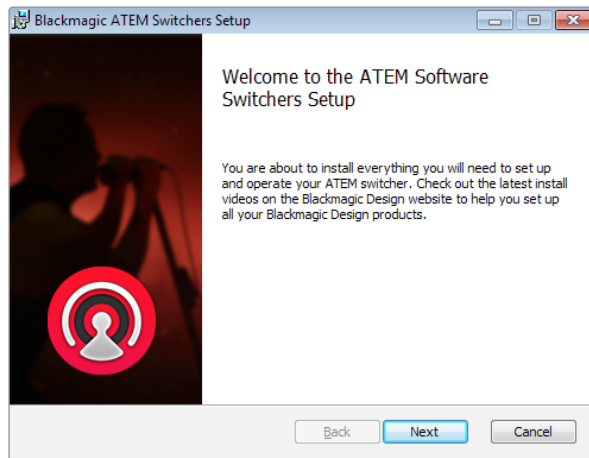 Blackmagic ATEM Switchers Setup
Welcome to the ATEM Software
Switchers Setup
You are about to install everything you will need to set up
and operate your ATEM switcher. Check out the latest install
videos on the Blackmagic Design website to help you set up
all your Blackmagic Design products.
Back Next Cancel